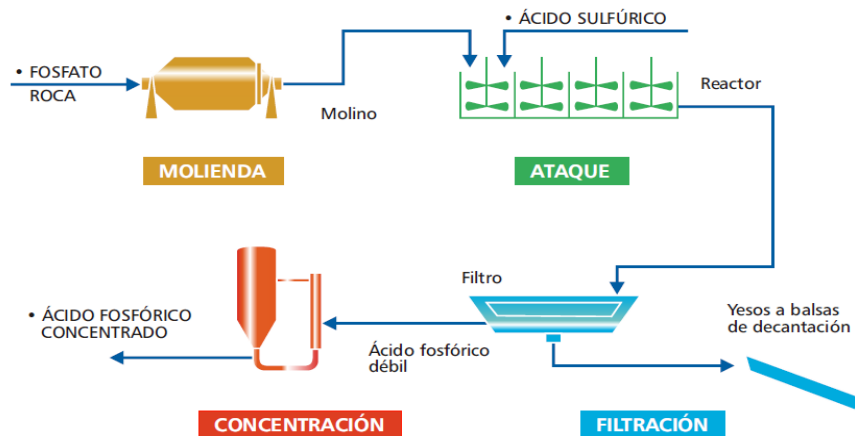 • ÁCIDO SULFÚRICO
• FOSFATO
ROCA
Molino
Reactor
MOLIENDA
ATAQUE
Filtro
Yesos a balsas
de decantación
• ÁCIDO FOSFÓRICO
CONCENTRADO
Ácido fosfórico
débil
CONCENTRACIÓN
FILTRACIÓN